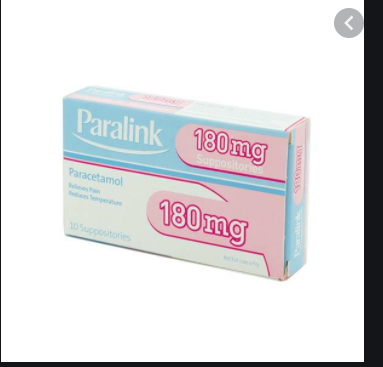 Paralink
180mg
Suppositories
Paracetamol
Relieves Pain
Reduces Temperature
180mg
10 Suppositories